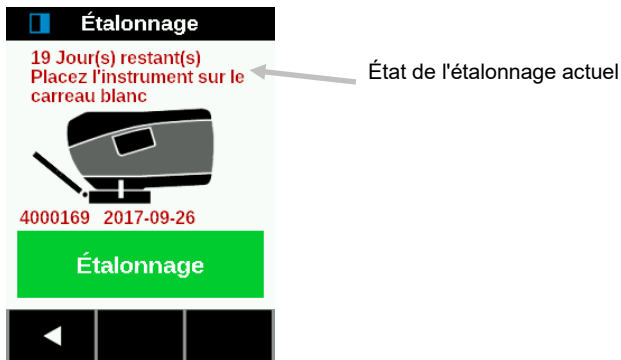 Étalonnage
19 Jour(s) restant(s)
Placez l'instrument sur le
carreau blanc
État de l'étalonnage actuel
4000169 2017-09-26
Étalonnage